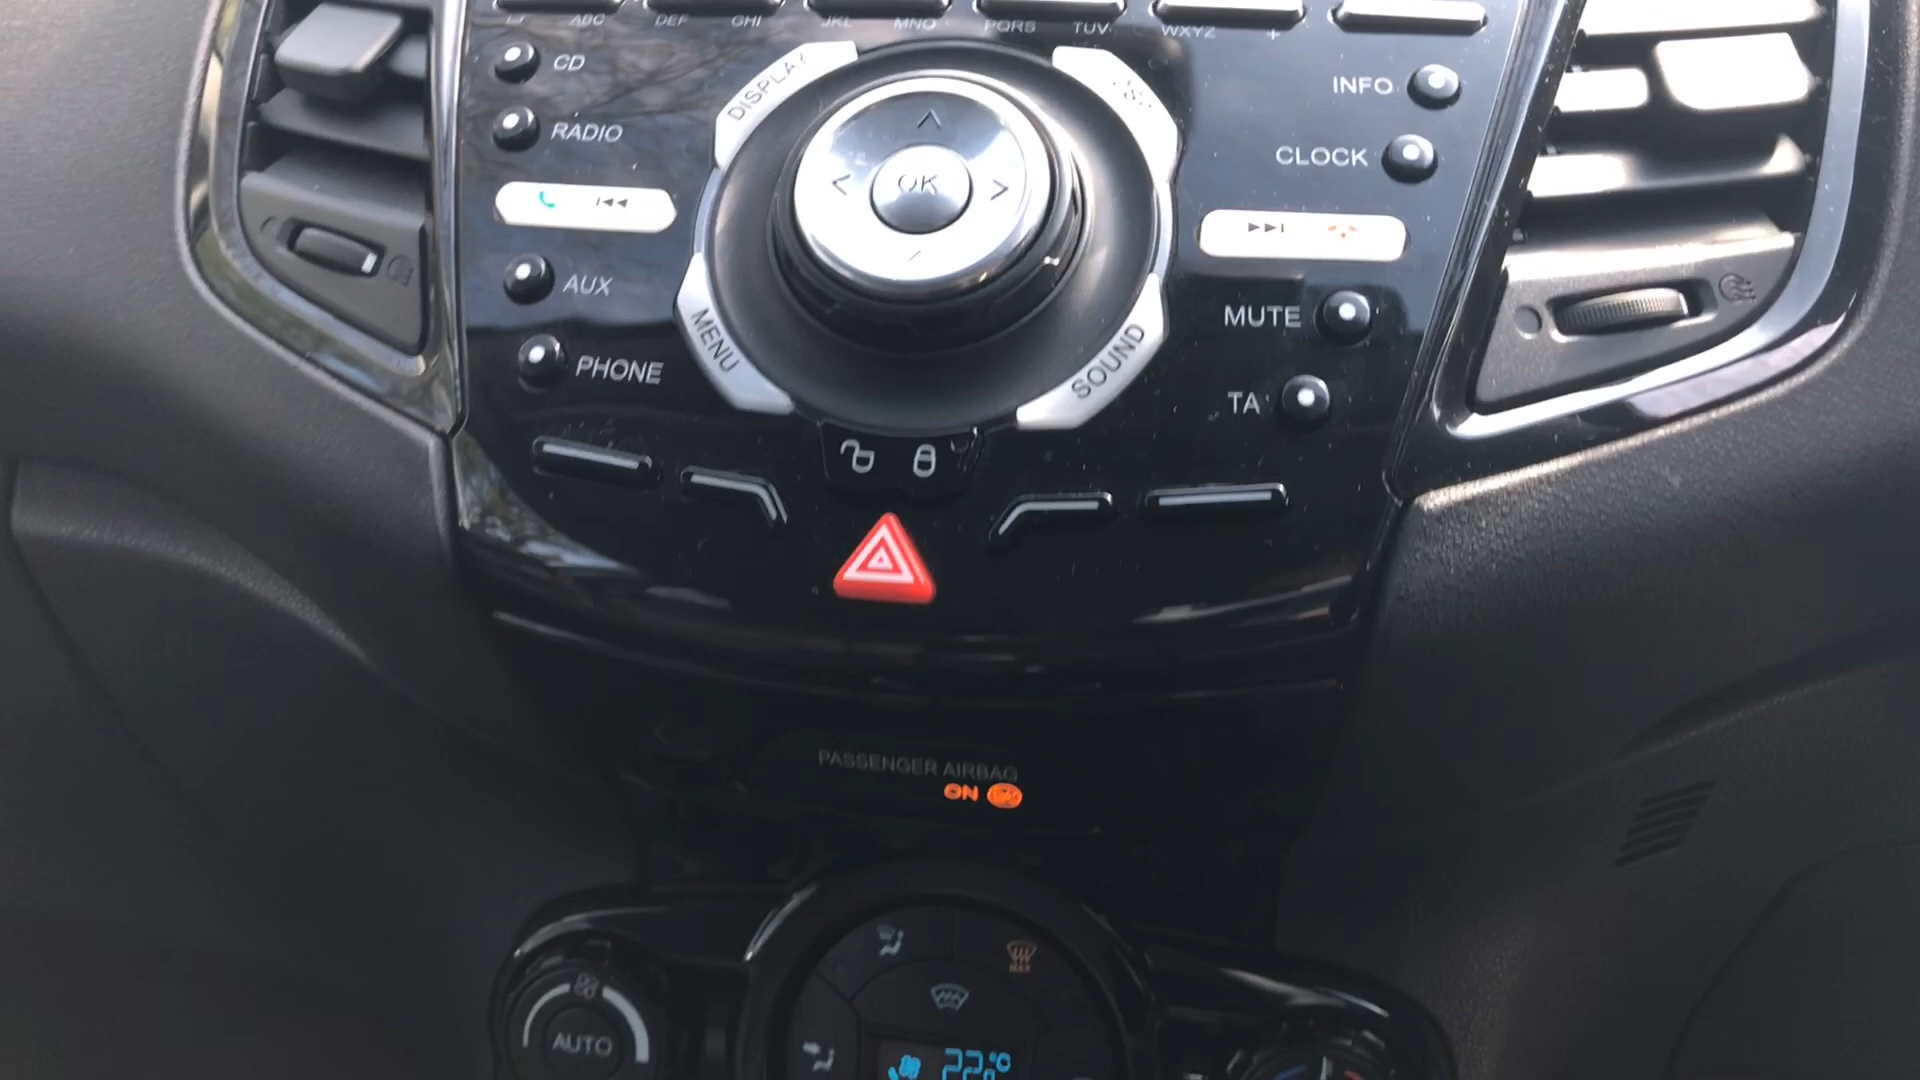 ABC DEF GHI JKL MNO PQRS TUV WXYZ +
CD
DISPLAY
INFO
RADIO
OK
CLOCK
AUX
MENU
SOUND
MUTE
PHONE
TA
PASSENGER AIRBAG
ON
MAX
AUTO
22.°C